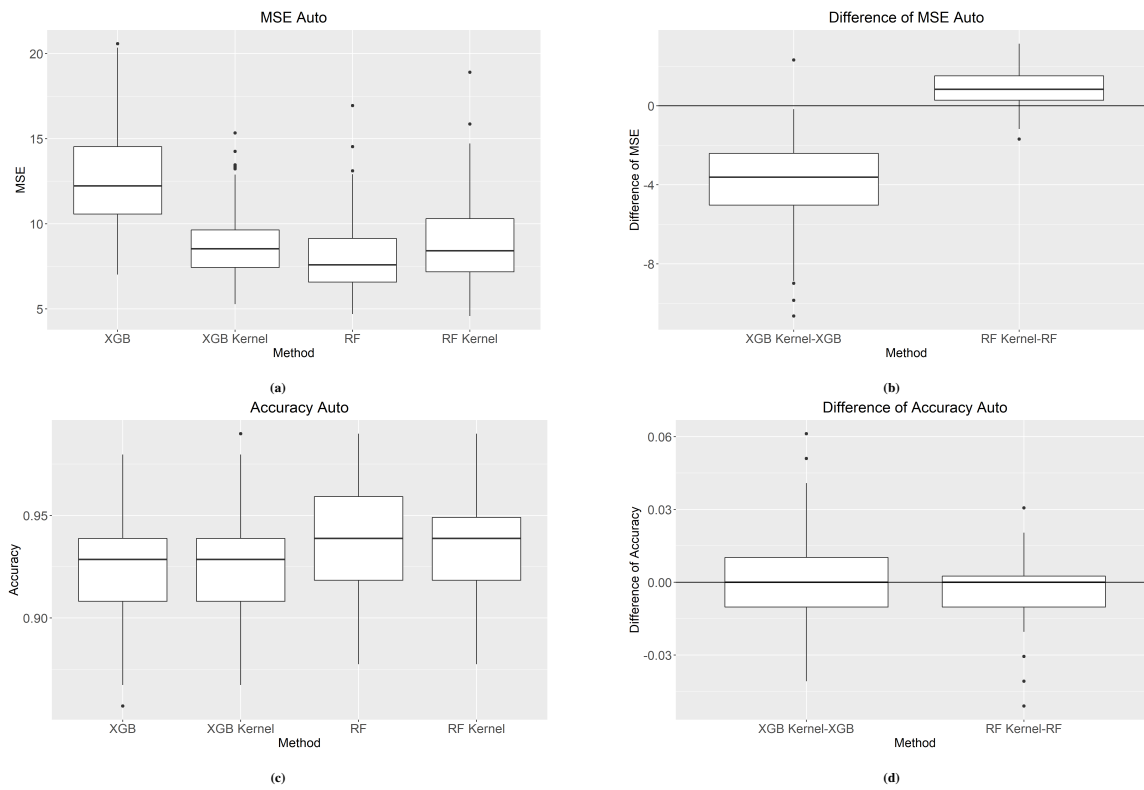 MSE Auto
20
15
10
5
MSE
XGB XGB Kernel RF RF Kernel
Method
(a)
Difference of MSE Auto
0
-4
-8
Difference of MSE
XGB Kernel-XGB RF Kernel-RF
Method
(b)
Accuracy Auto
0.95
0.90
Accuracy
XGB XGB Kernel RF RF Kernel
Method
(c)
Difference of Accuracy Auto
0.06
0.03
0.00
-0.03
Difference of Accuracy
XGB Kernel-XGB RF Kernel-RF
Method
(d)